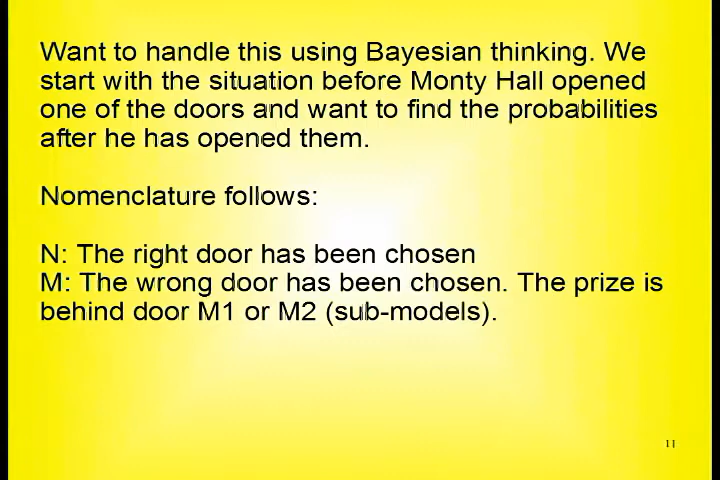 Want to handle this using Bayesian thinking. We
start with the situation before Monty Hall opened
one of the doors and want to find the probabilities
after he has opened them.
Nomenclature follows:
N: The right door has been chosen
M: The wrong door has been chosen. The prize is
behind door M1 or M2 (sub-models).
11